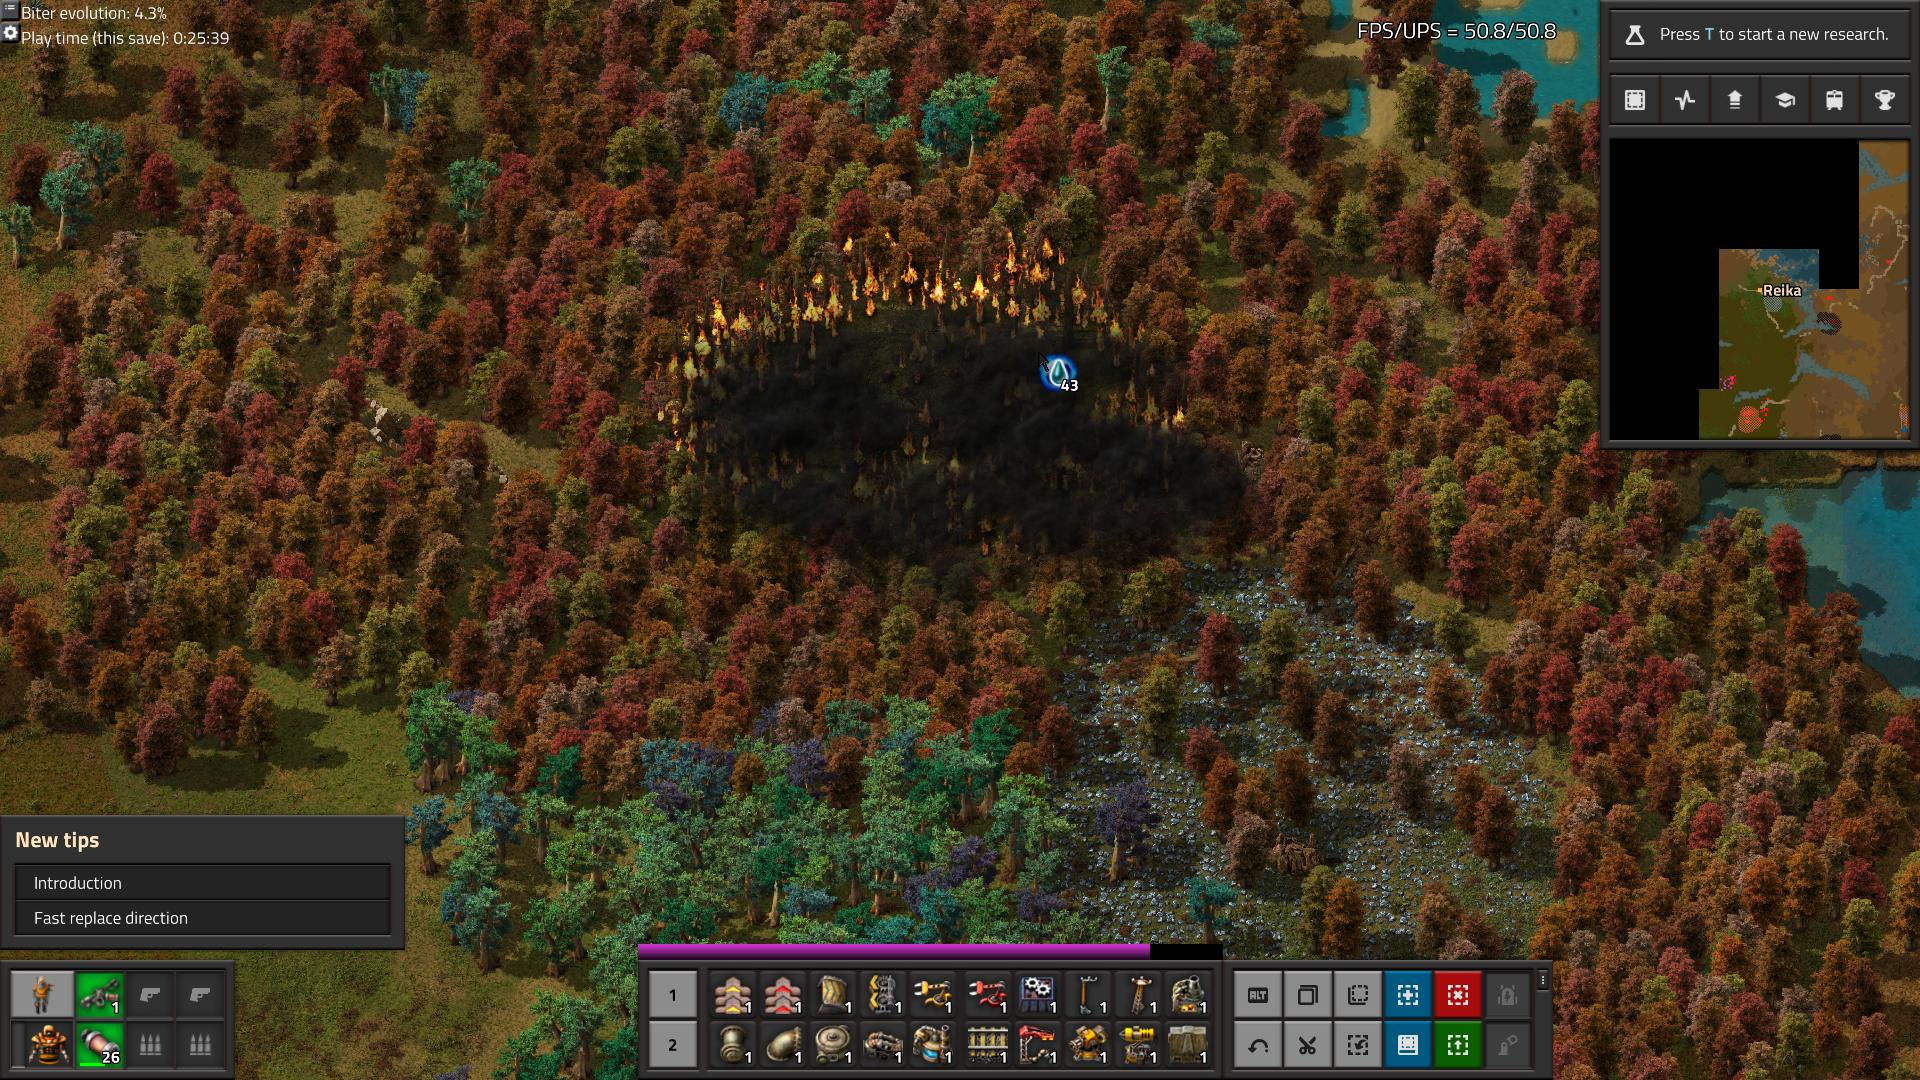 Biter evolution: 4.3%
Play time (this save): 0:25:39
FPS/UPS = 50.8/50.8
Press T to start a new research.
Reika
43
New tips
Introduction
Fast replace direction
1
26
1
2
1 1 1 1 1 1 1 1 1 1
1 1 1 1 1 1 1 1 1 1
ALT